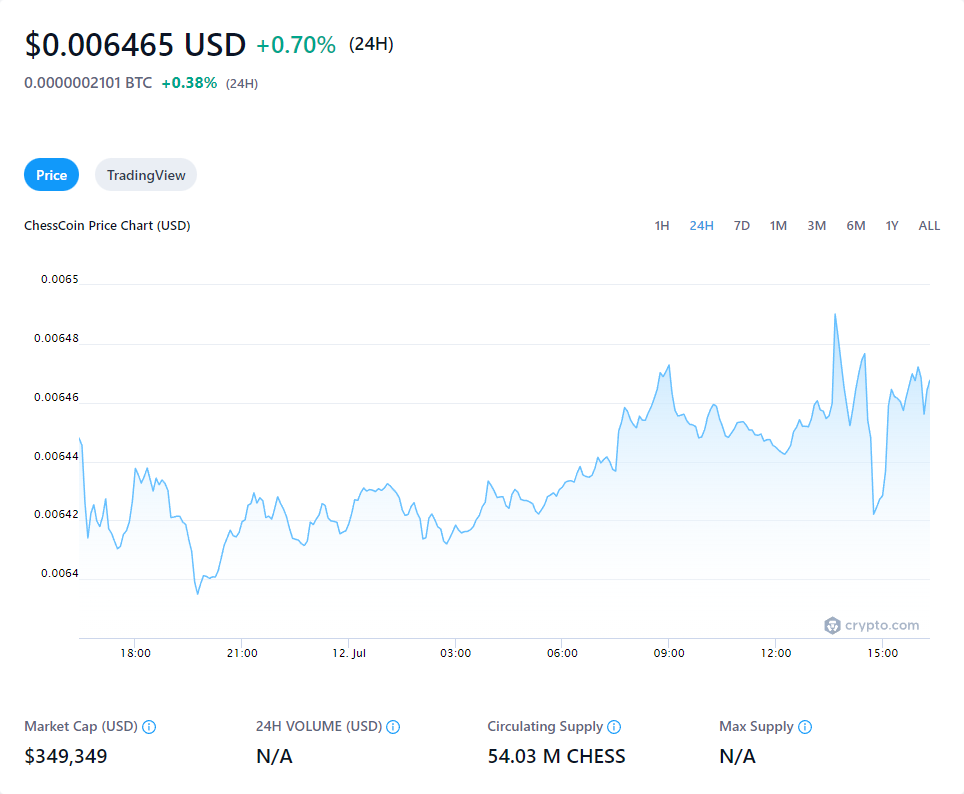 $0.006465 USD +0.70% (24H)
0.0000002101 BTC +0.38% (24H)
Price TradingView
ChessCoin Price Chart (USD) 1H 24H 7D 1M 3M 6M 1Y ALL
0.0065
0.00648
0.00646
0.00644
0.00642
0.0064
crypto.com
18:00 21:00 12. Jul 03:00 06:00 09:00 12:00 15:00
Market Cap (USD) 24H VOLUME (USD) Circulating Supply Max Supply
$349,349 N/A 54.03 M CHESS N/A